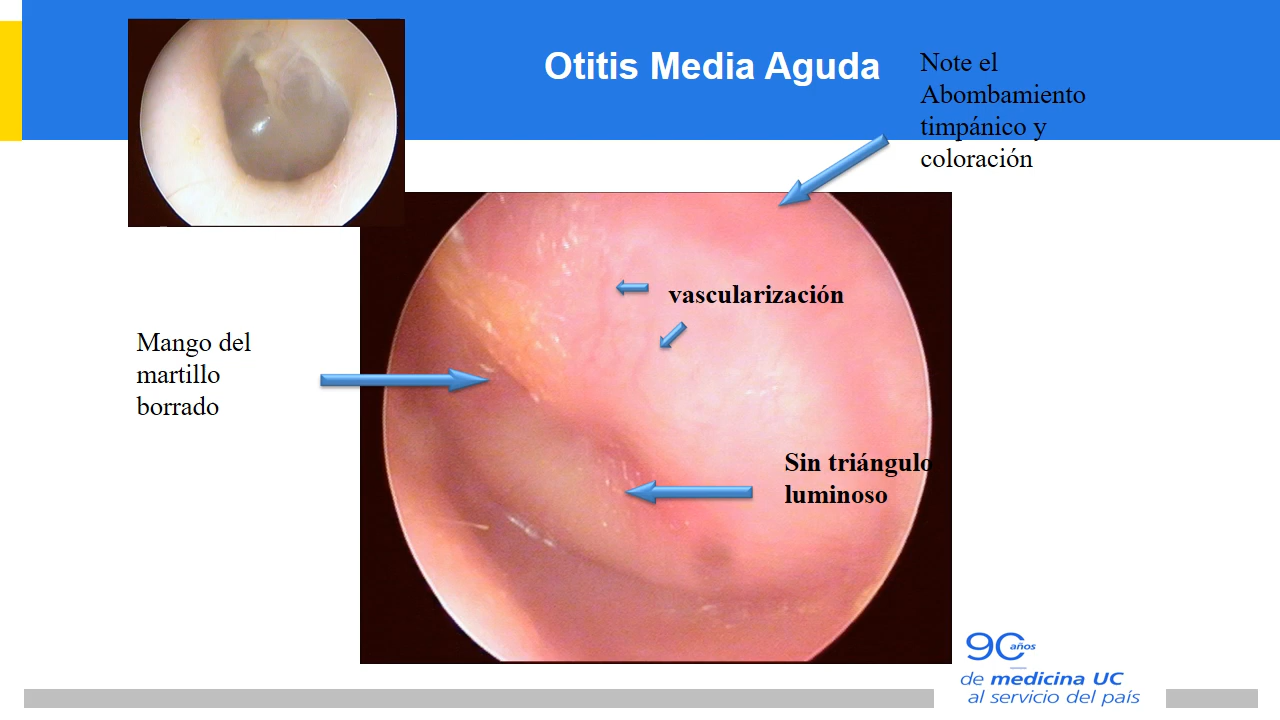 Otitis Media Aguda
Note el
Abombamiento
timpánico y
coloración
vascularización
Mango del
martillo
borrado
Sin triángulo
luminoso
90 años
de medicina UC
al servicio del país